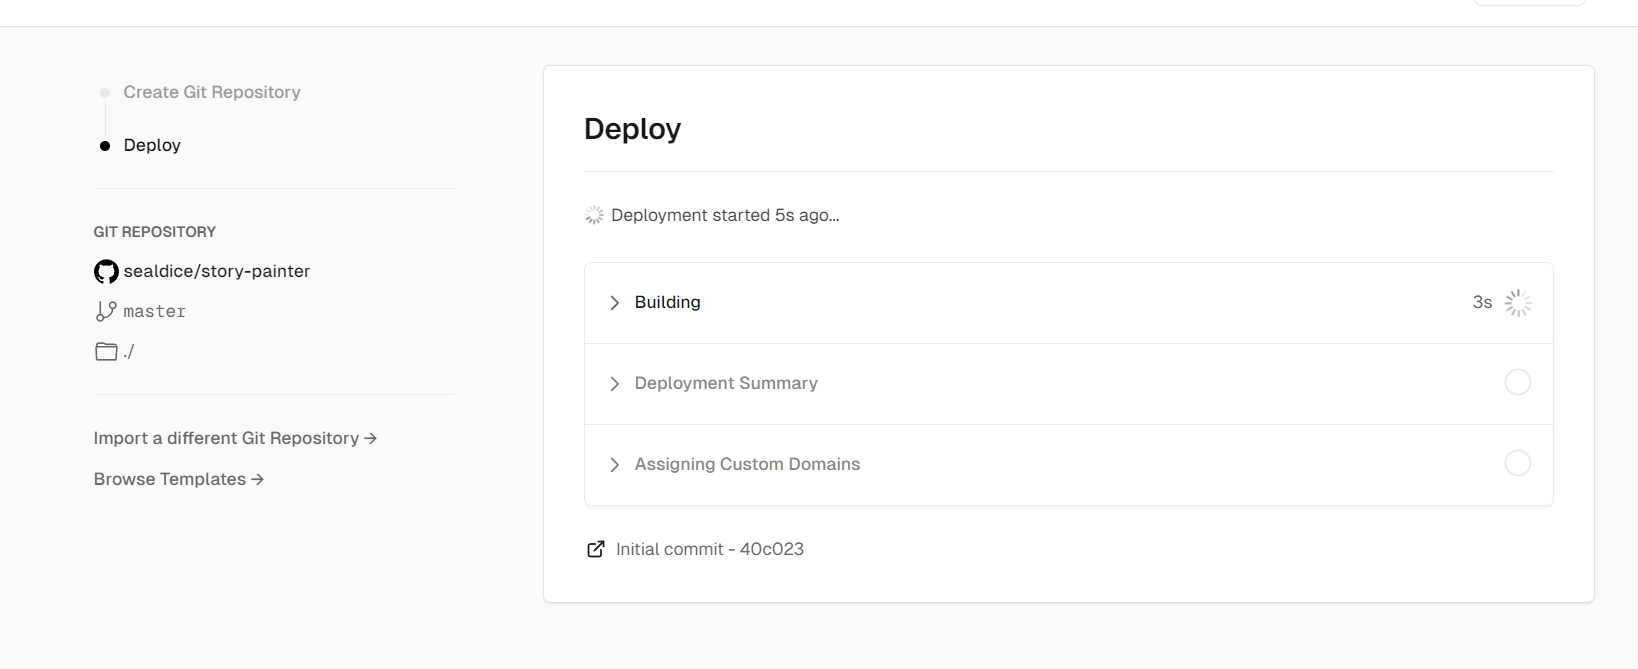 Create Git Repository
Deploy
GIT REPOSITORY
sealdice/story-painter
master
./
Import a different Git Repository →
Browse Templates →
Deploy
Deployment started 5s ago...
Building 3s
Deployment Summary
Assigning Custom Domains
Initial commit - 40c023